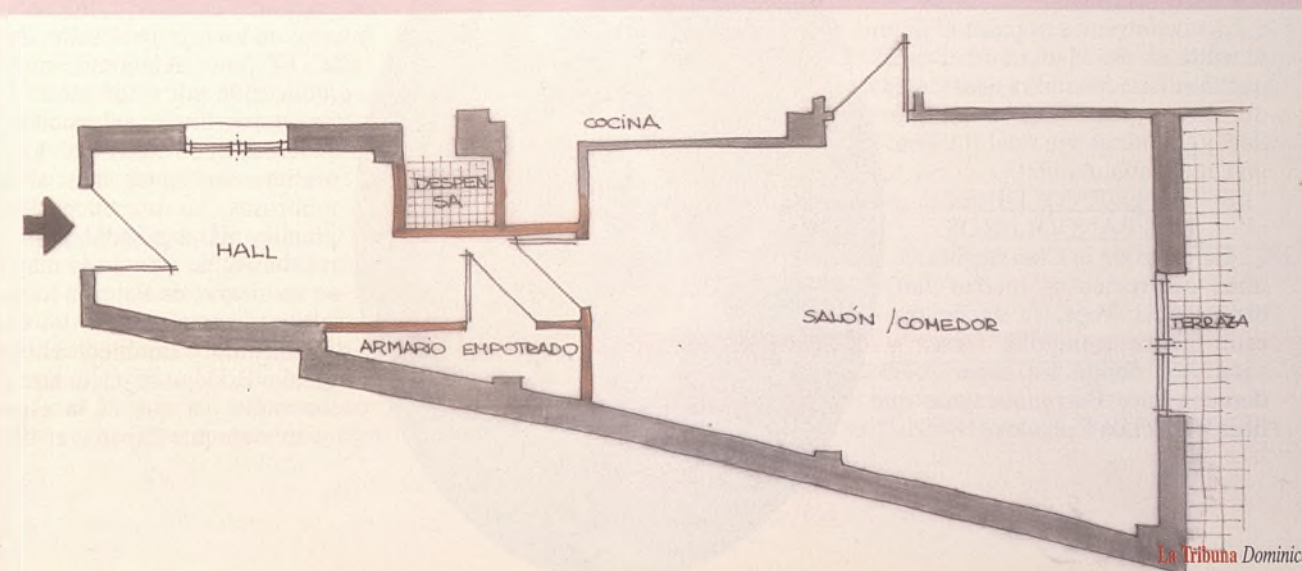 COCINA
DESPEN
SA
HALL
SALÓN / COMEDOR
TERRAZA
ARMARIO EMPOTRADO
La Tribuna Dominic